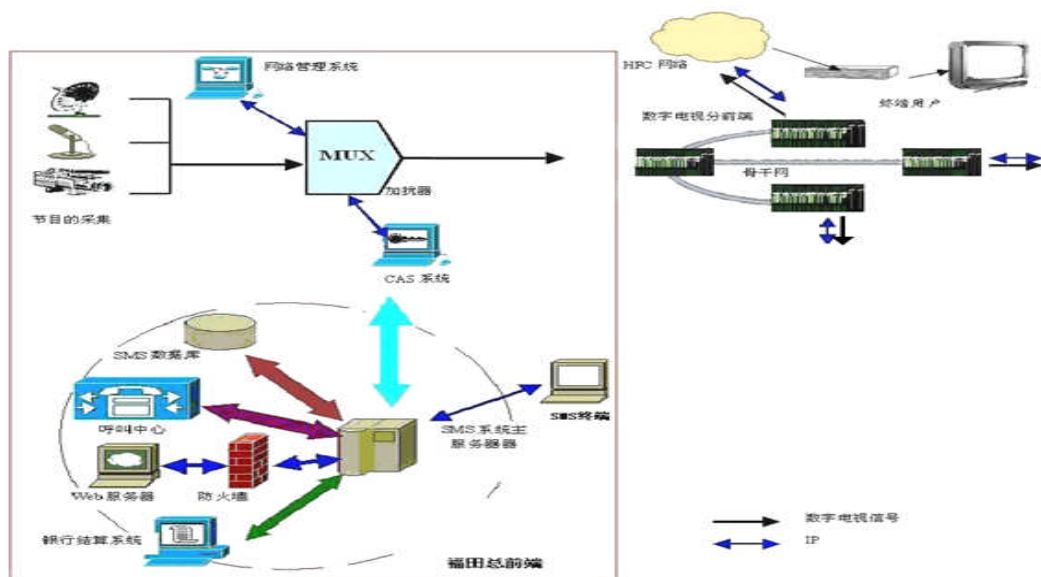 网络管理系统
HPC 网络
终端用户
数字电视分前端
MUX
加扰器
骨干网
节目的采集
CAS 系统
SMS 数据库
SMS终端
呼叫中心
SMS 系统主
服务器器
Web 服务器
防火墙
银行结算系统
福田总前端
数字电视信号
IP